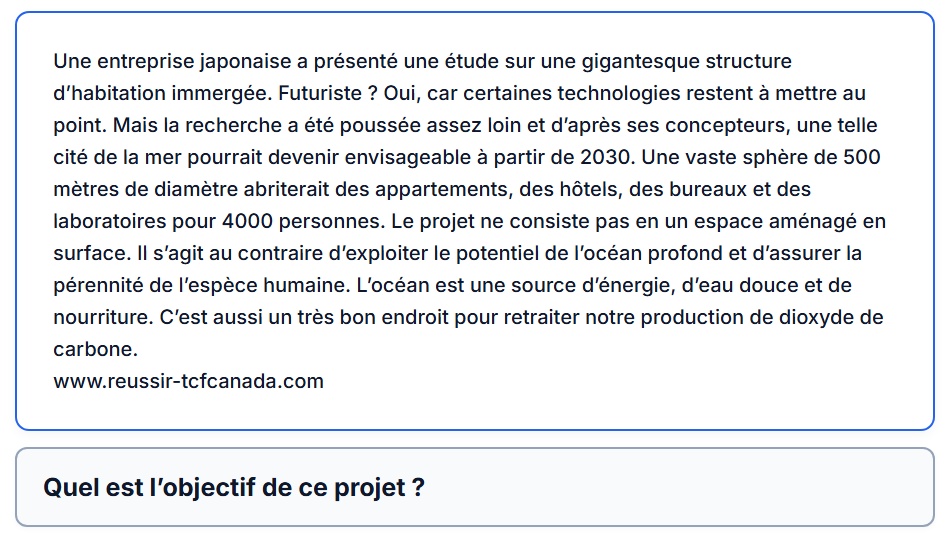 Une entreprise japonaise a présenté une étude sur une gigantesque structure
d’habitation immergée. Futuriste ? Oui, car certaines technologies restent à mettre au
point. Mais la recherche a été poussée assez loin et d’après ses concepteurs, une telle
cité de la mer pourrait devenir envisageable à partir de 2030. Une vaste sphère de 500
mètres de diamètre abriterait des appartements, des hôtels, des bureaux et des
laboratoires pour 4000 personnes. Le projet ne consiste pas en un espace aménagé en
surface. Il s’agit au contraire d’exploiter le potentiel de l’océan profond et d’assurer la
pérennité de l’espèce humaine. L’océan est une source d’énergie, d’eau douce et de
nourriture. C’est aussi un très bon endroit pour retraiter notre production de dioxyde de
carbone.
www.reussir-tcfcanada.com
Quel est l’objectif de ce projet ?